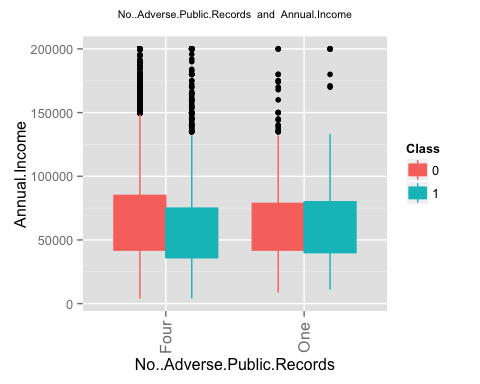 No..Adverse.Public.Records and Annual.Income
200000
150000
100000
50000
0
Annual.Income
Four
One
No..Adverse.Public.Records
Class
0
1